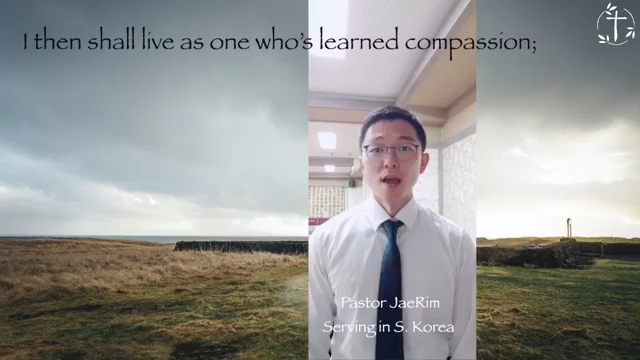 I then shall live as one who's learned compassion;
Pastor JaeRim
Serving in S. Korea